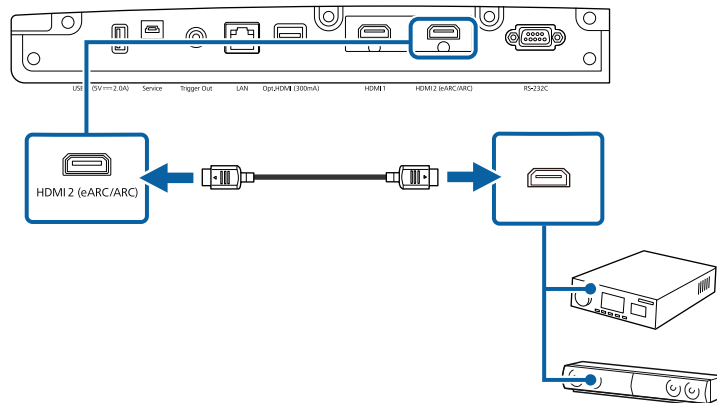 (5V⎓2.0A) Service Trigger Out LAN Opt.HDMI (300mA) HDMI 1 HDMI 2 (eARC/ARC) RS-232C
HDMI 2 (eARC/ARC)